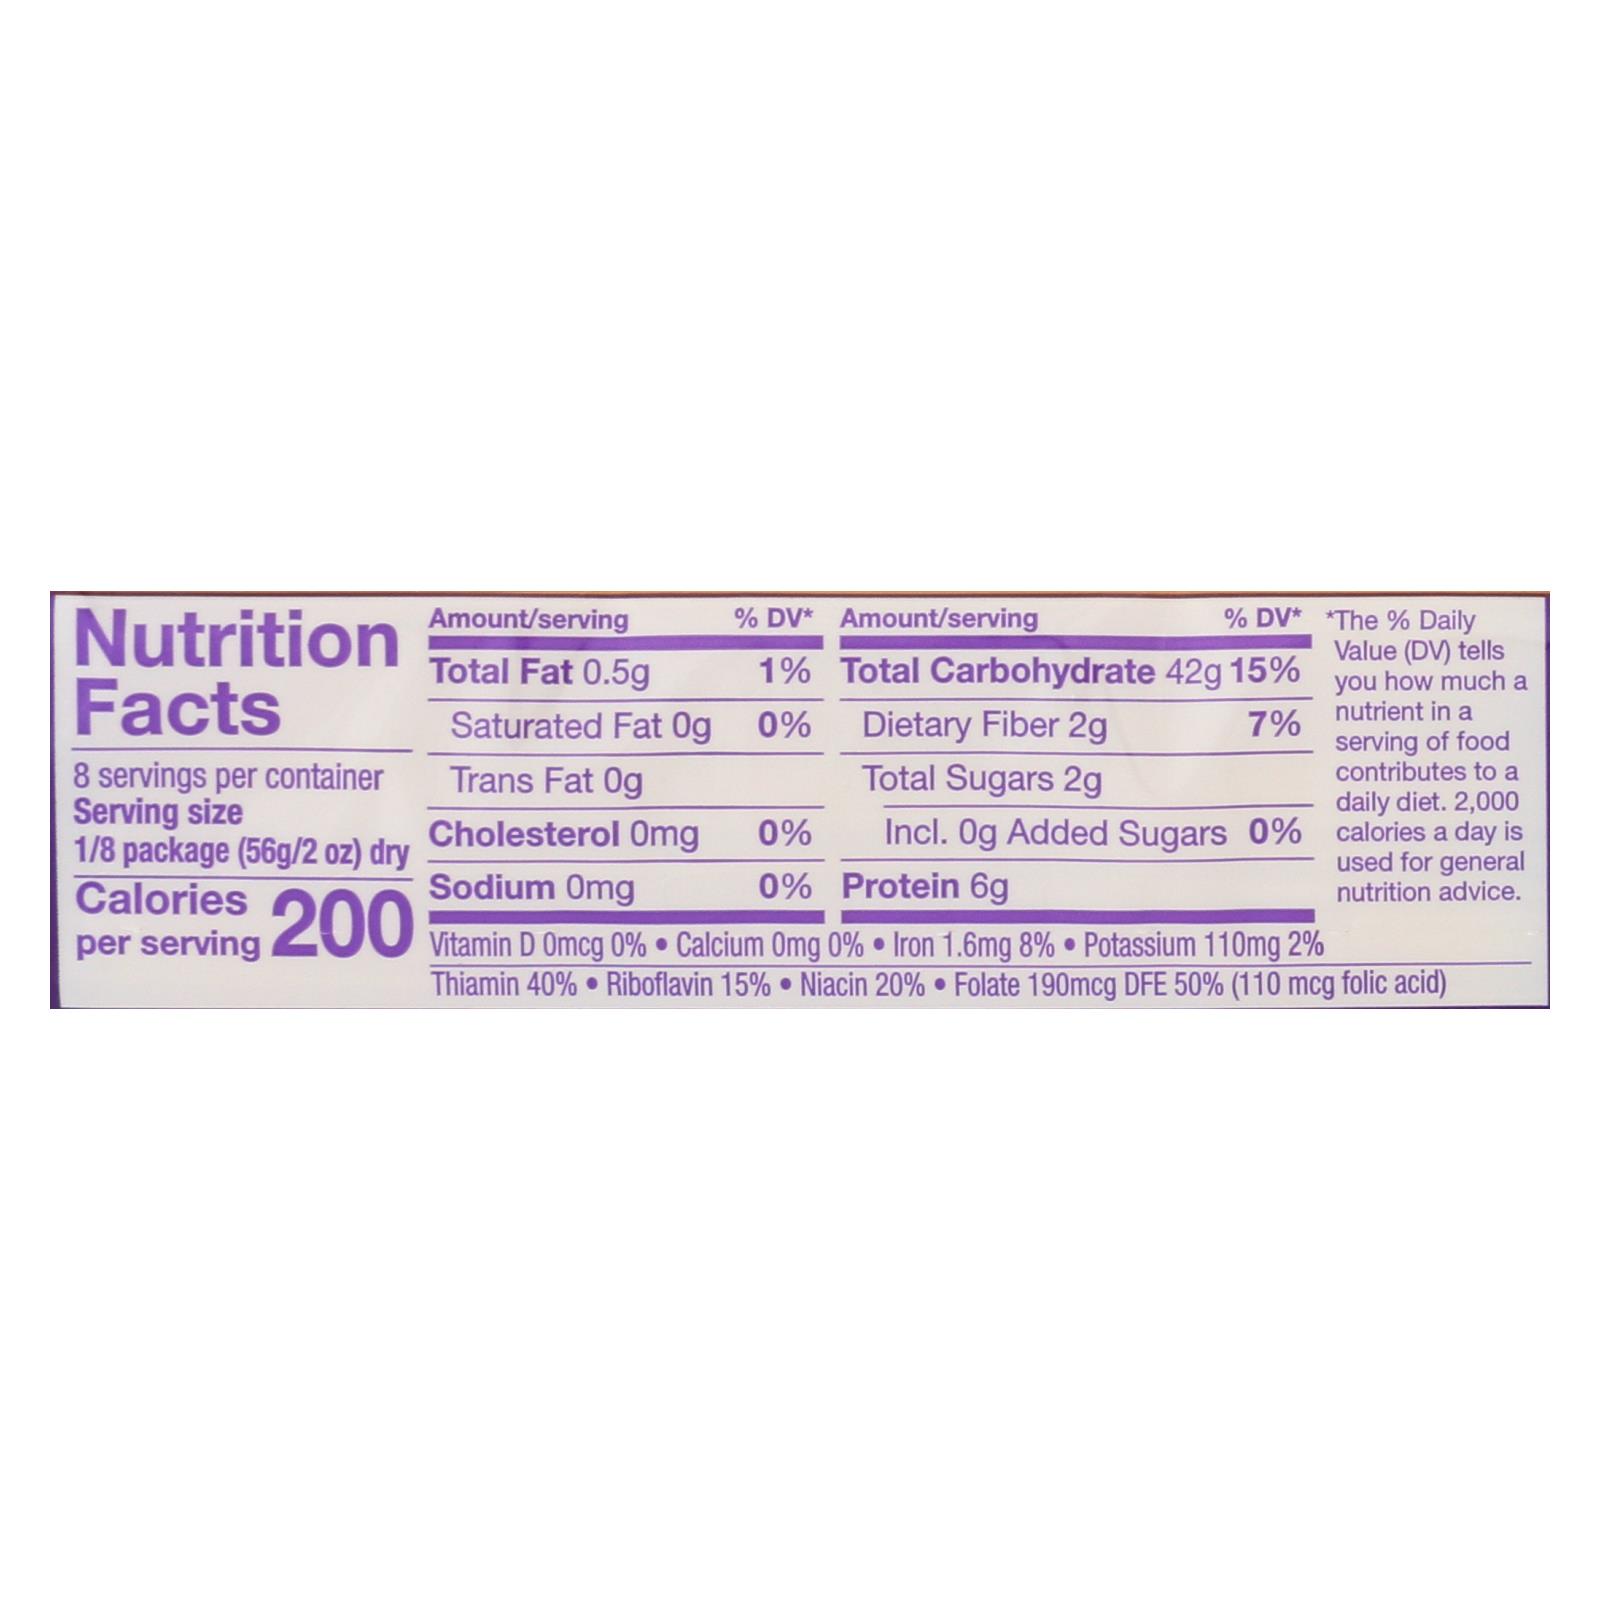 Nutrition
Facts
8 servings per container
Serving size
1/8 package (56g/2 oz) dry
Calories
per serving 200
Amount/serving % DV*
Total Fat 0.5g 1%
Saturated Fat 0g 0%
Trans Fat 0g
Cholesterol 0mg 0%
Sodium 0mg 0%
Amount/serving % DV*
Total Carbohydrate 42g 15%
Dietary Fiber 2g 7%
Total Sugars 2g
Incl. 0g Added Sugars 0%
Protein 6g
Vitamin D 0mcg 0% • Calcium 0mg 0% • Iron 1.6mg 8% • Potassium 110mg 2%
Thiamin 40% • Riboflavin 15% • Niacin 20% • Folate 190mcg DFE 50% (110 mcg folic acid)
*The % Daily
Value (DV) tells
you how much a
nutrient in a
serving of food
contributes to a
daily diet. 2,000
calories a day is
used for general
nutrition advice.